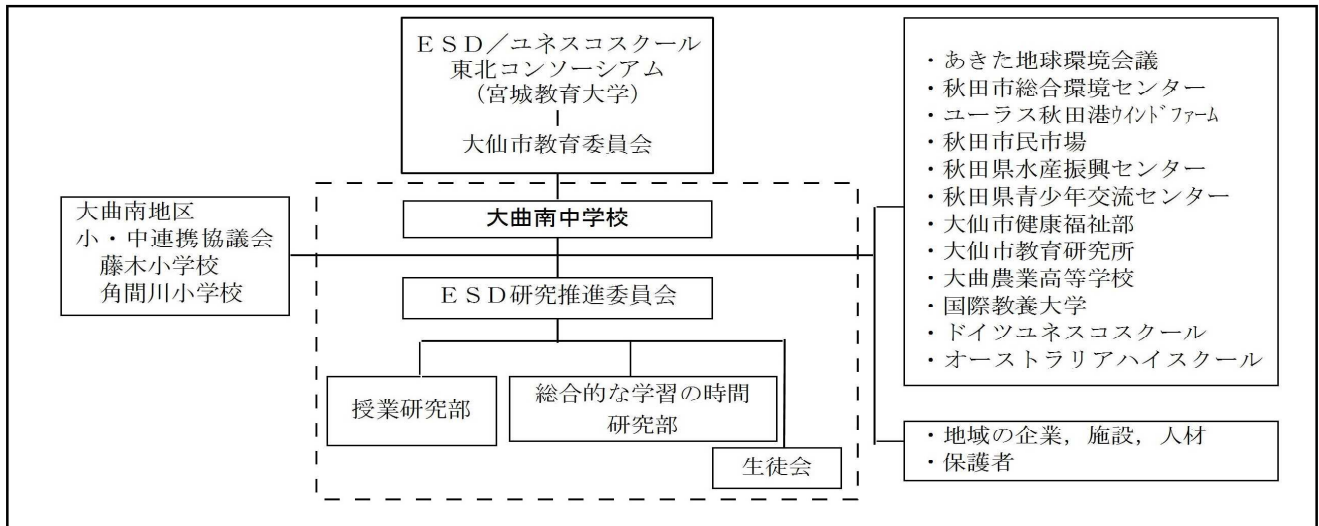 ＥＳＤ／ユネスコスクール
東北コンソーシアム
（宮城教育大学）
大仙市教育委員会
大曲南中学校
大曲南地区
小・中連携協議会
藤木小学校
角間川小学校
ＥＳＤ研究推進委員会
授業研究部
総合的な学習の時間
研究部
生徒会
・あきた地球環境会議
・秋田市総合環境センター
・ユーラス秋田港ｳｲﾝﾄﾞファーム
・秋田市民市場
・秋田県水産振興センター
・秋田県青少年交流センター
・大仙市健康福祉部
・大仙市教育研究所
・大曲農業高等学校
・国際教養大学
・ドイツユネスコスクール
・オーストラリアハイスクール
・地域の企業，施設，人材
・保護者